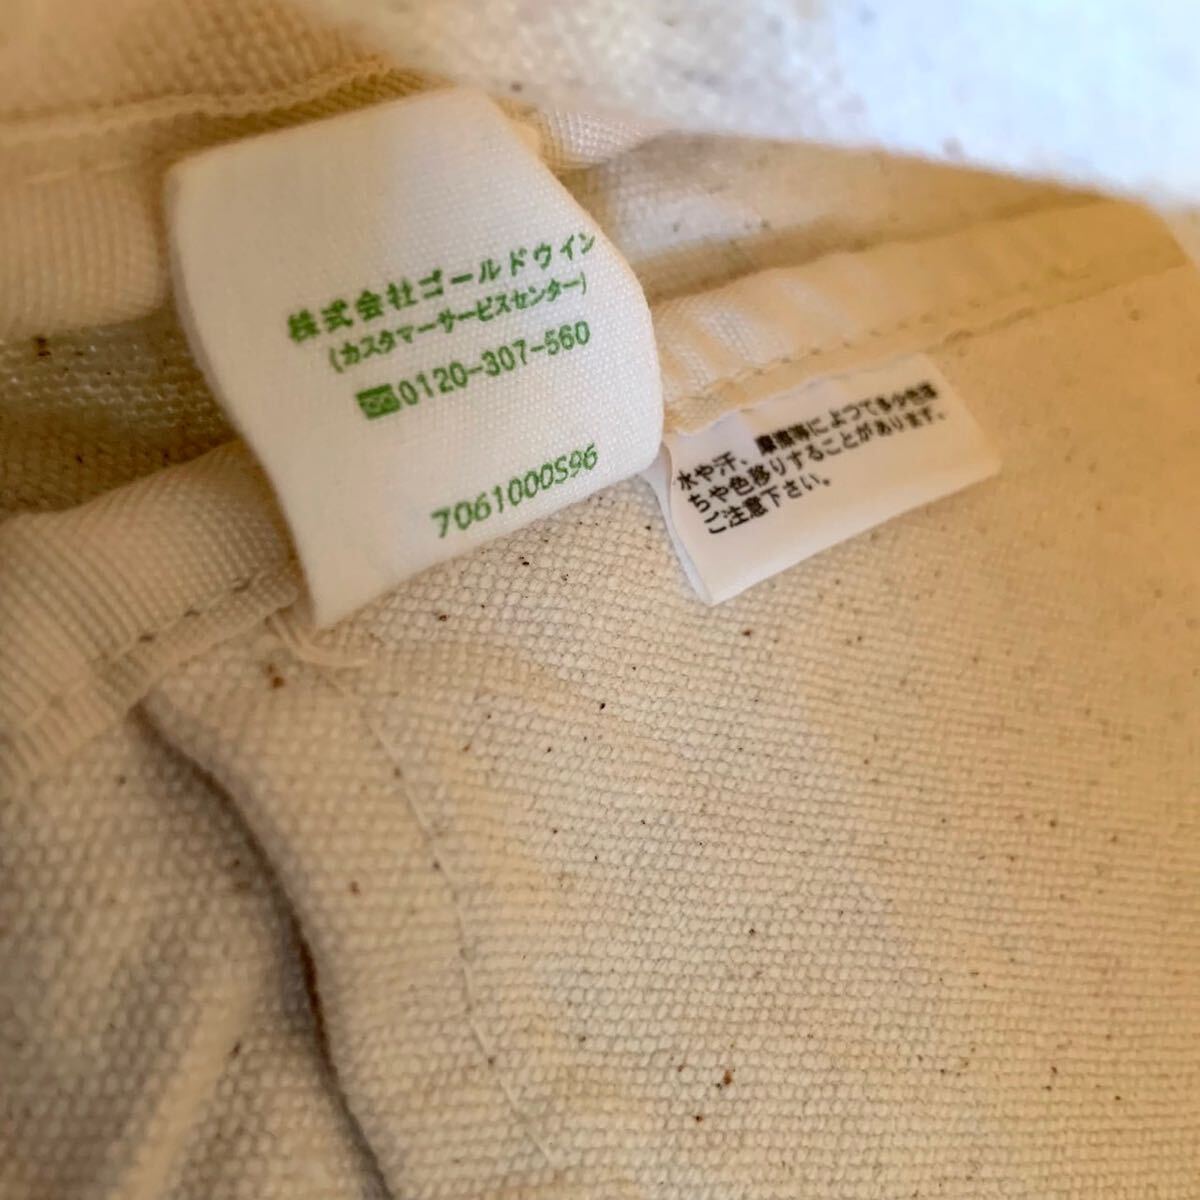 株式会社ゴールドウイン
(カスタマーサービスセンター)
0120-307-560
7061000S96
水や汗、摩擦等によって多少色落
ちや色移りすることがあります。
ご注意下さい。